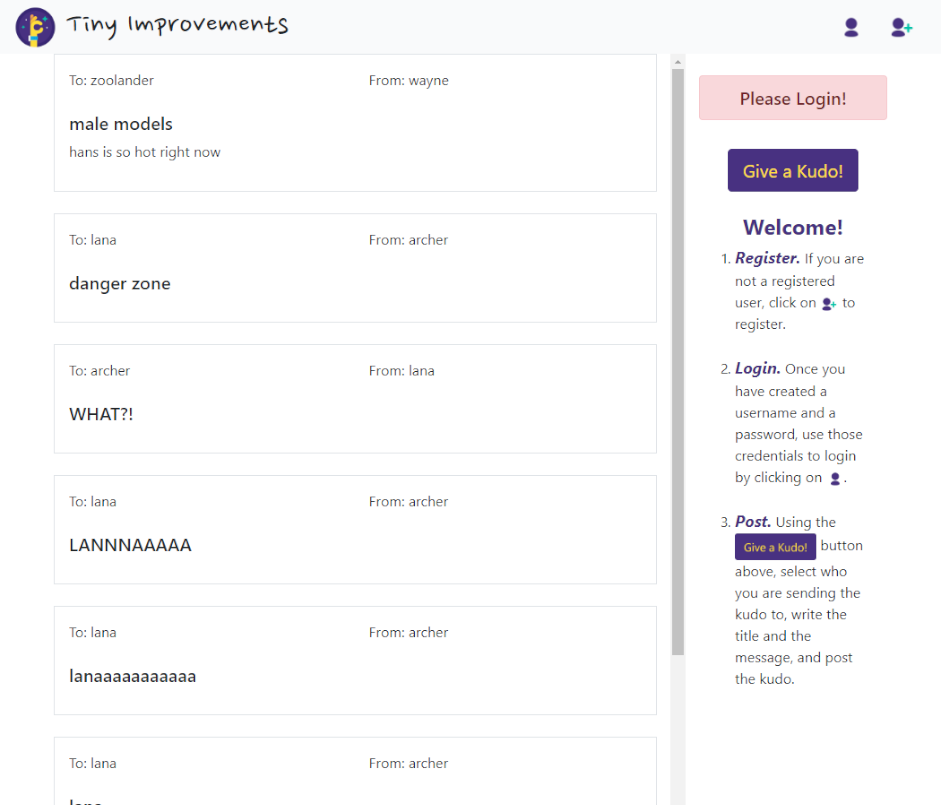 Tiny Improvements
To: zoolander From: wayne
male models
hans is so hot right now
To: lana From: archer
danger zone
To: archer From: lana
WHAT?!
To: lana From: archer
LANNNAAAAA
To: lana From: archer
lanaaaaaaaaaaa
To: lana From: archer
lana
Please Login!
Give a Kudo!
Welcome!
1. Register. If you are
not a registered
user, click on to
register.
2. Login. Once you
have created a
username and a
password, use those
credentials to login
by clicking on .
3. Post. Using the
Give a Kudo! button
above, select who
you are sending the
kudo to, write the
title and the
message, and post
the kudo.